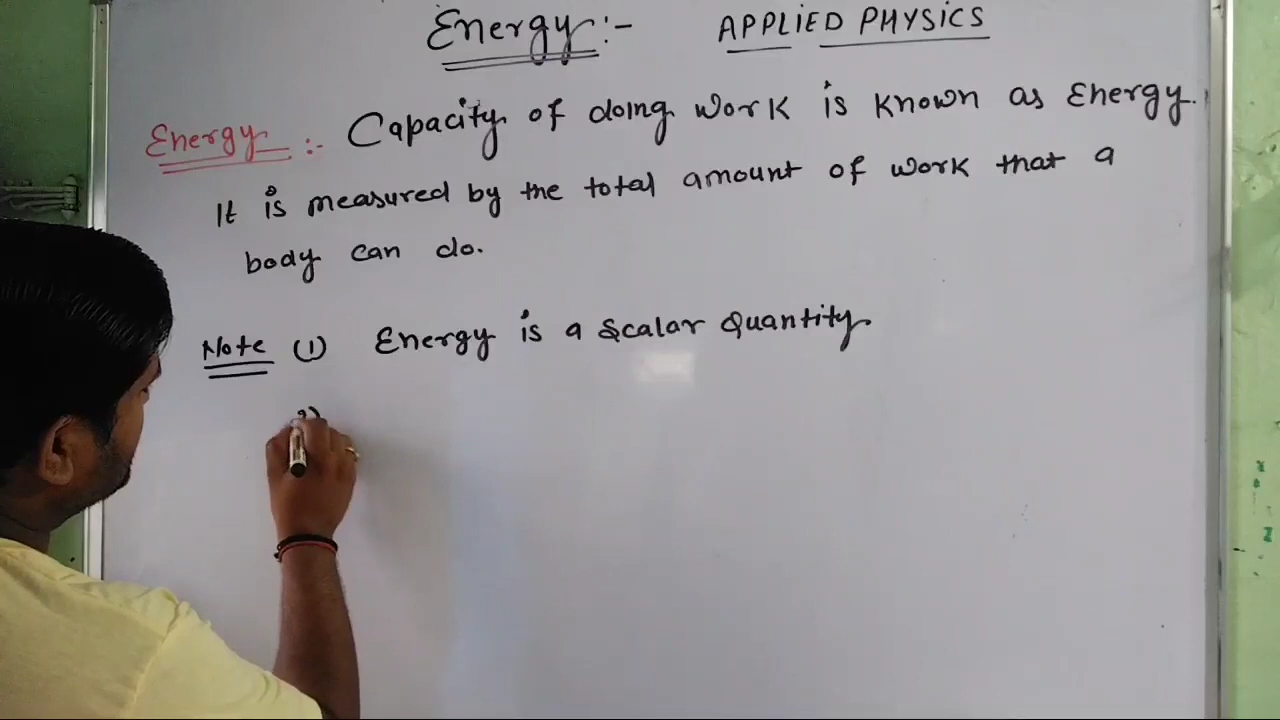 Energy:- APPLIED PHYSICS
Energy :- Capacity of doing work is known as Energy.
It is measured by the total amount of work that a
body can do.
Note (1) Energy is a Scalar Quantity